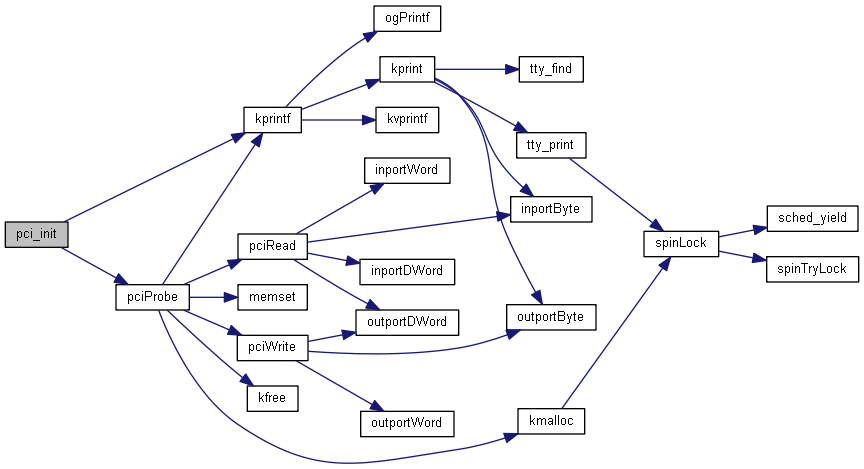 ogPrintf
kprint
tty_find
kprintf
kvprintf
tty_print
inportWord
inportByte
sched_yield
pci_init
pciRead
spinLock
inportDWord
spinTryLock
pciProbe
memset
outportDWord
outportByte
pciWrite
kfree
outportWord
kmalloc